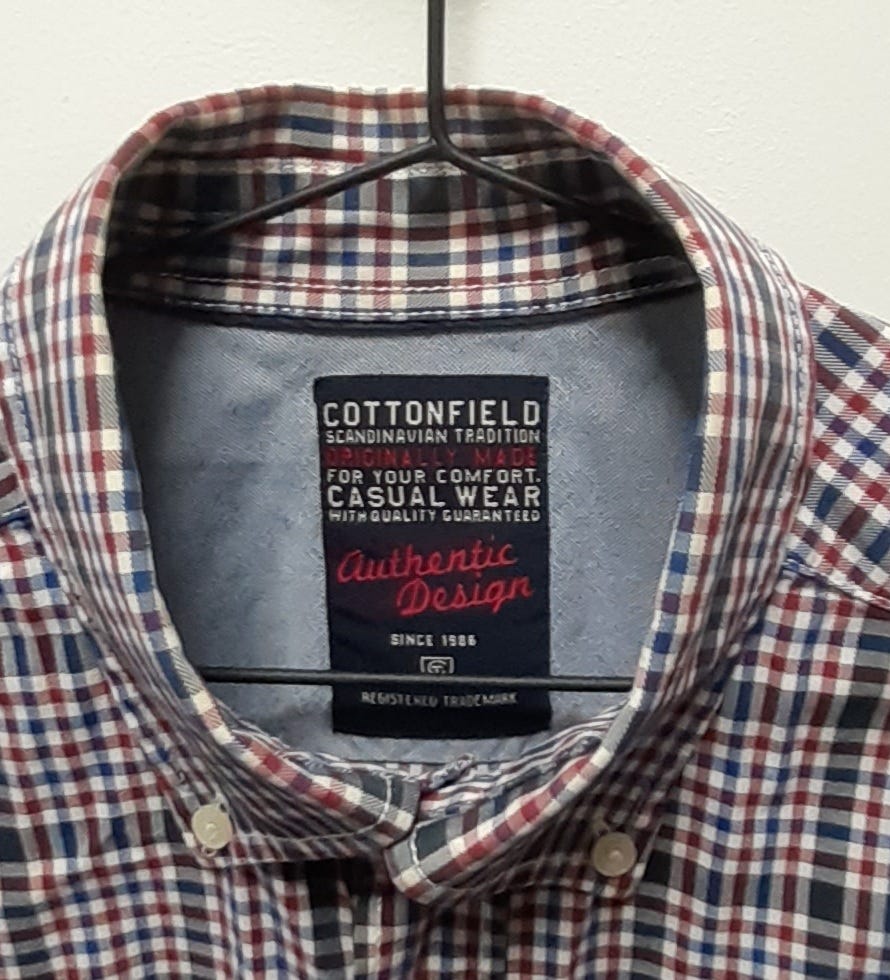 COTTONFIELD
SCANDINAVIAN TRADITION
ORIGINALLY MADE
FOR YOUR COMFORT.
CASUAL WEAR
WITH QUALITY GUARANTEED
Authentic
Design
SINCE 1986
REGISTERED TRADEMARK